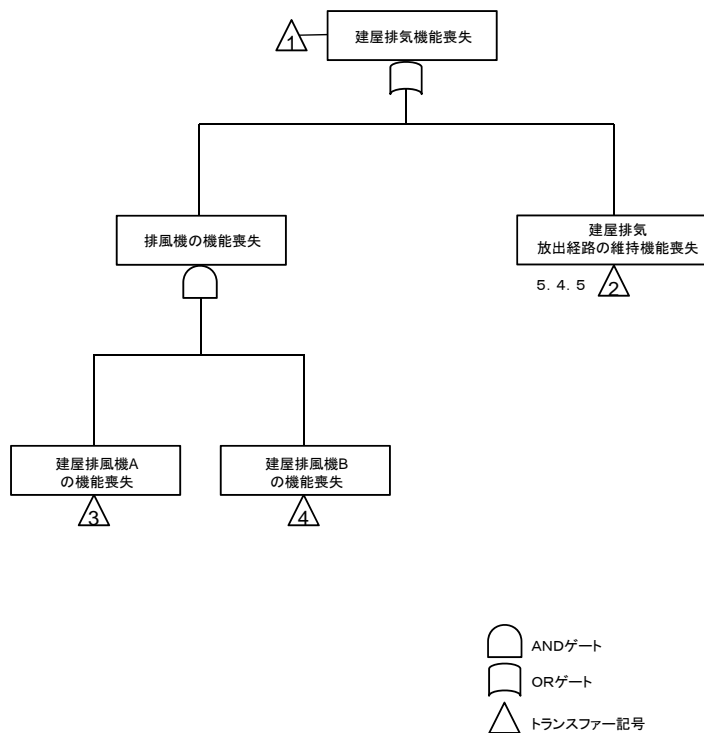 1
建屋排気機能喪失
排風機の機能喪失
建屋排気
放出経路の維持機能喪失
5. 4. 5
2
建屋排風機A
の機能喪失
建屋排風機B
の機能喪失
3
4
ANDゲート
ORゲート
トランスファー記号